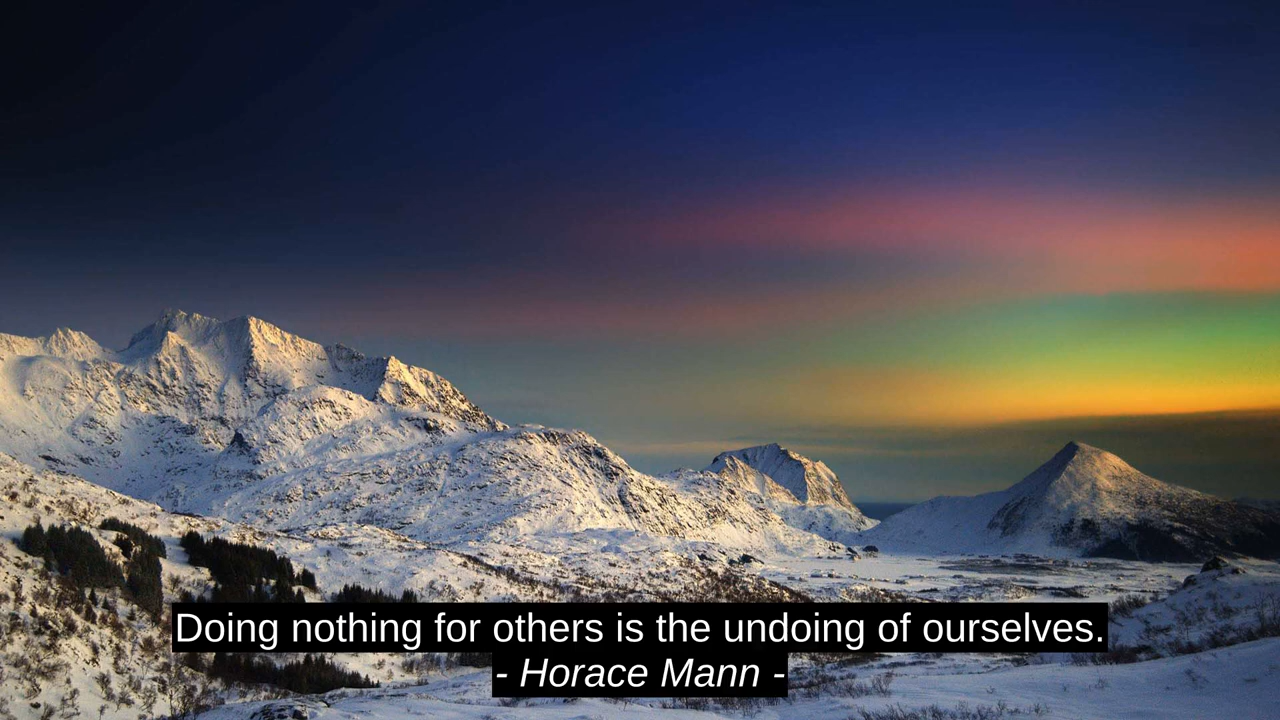 Doing nothing for others is the undoing of ourselves.
- Horace Mann -